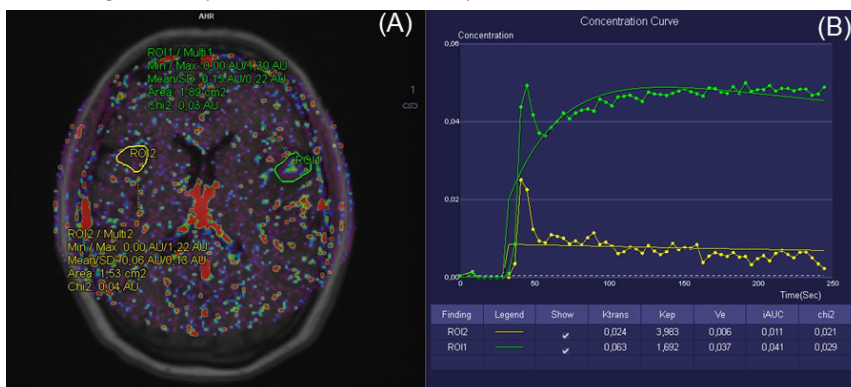 AHR
(A)
ROI1 / Multi1
Min / Max 0,00 AU/1,30 AU
Mean/SD 0,15 AU/0,22 AU
Area 1,89 cm2
Chi2 0,03 AU
1
ROI2
ROI1
ROI2 / Multi2
Min / Max 0,00 AU/1,22 AU
Mean/SD 0,06 AU/0,13 AU
Area 1,53 cm2
Chi2 0,04 AU
Concentration Curve
(B)
Concentration
0,06
0,04
0,02
0,00
0 50 100 150 200 250
Time(Sec)
Finding Legend Show Ktrans Kep Ve iAUC chi2
ROI2 0,024 3,983 0,006 0,011 0,021
ROI1 0,063 1,692 0,037 0,041 0,029